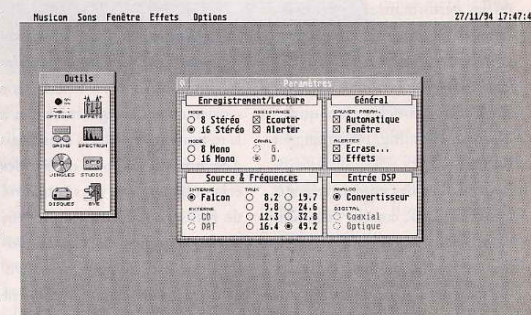 Musicom Sons Fenêtre Effets Options 27/11/94 17:47:4
Outils
OPTIONS EFFETS
GAINS SPECTRUM
JINGLES STUDIO
DISQUES BYE
Paramètres
Enregistrement/Lecture
MODE ASSISTANCE
8 Stéréo Ecouter
16 Stéréo Alerter
MODE CANAL
8 Mono G.
16 Mono D.
Général
SAUVER PARAM.
Automatique
Fenêtre
ALERTES
Ecrase...
Effets
Source & Fréquences
INTERNE TAUX
Falcon 8.2 19.7
EXTERNE 9.8 24.6
CD 12.3 32.8
DAT 16.4 49.2
Entrée DSP
ANALOG
Convertisseur
DIGITAL
Coaxial
Optique